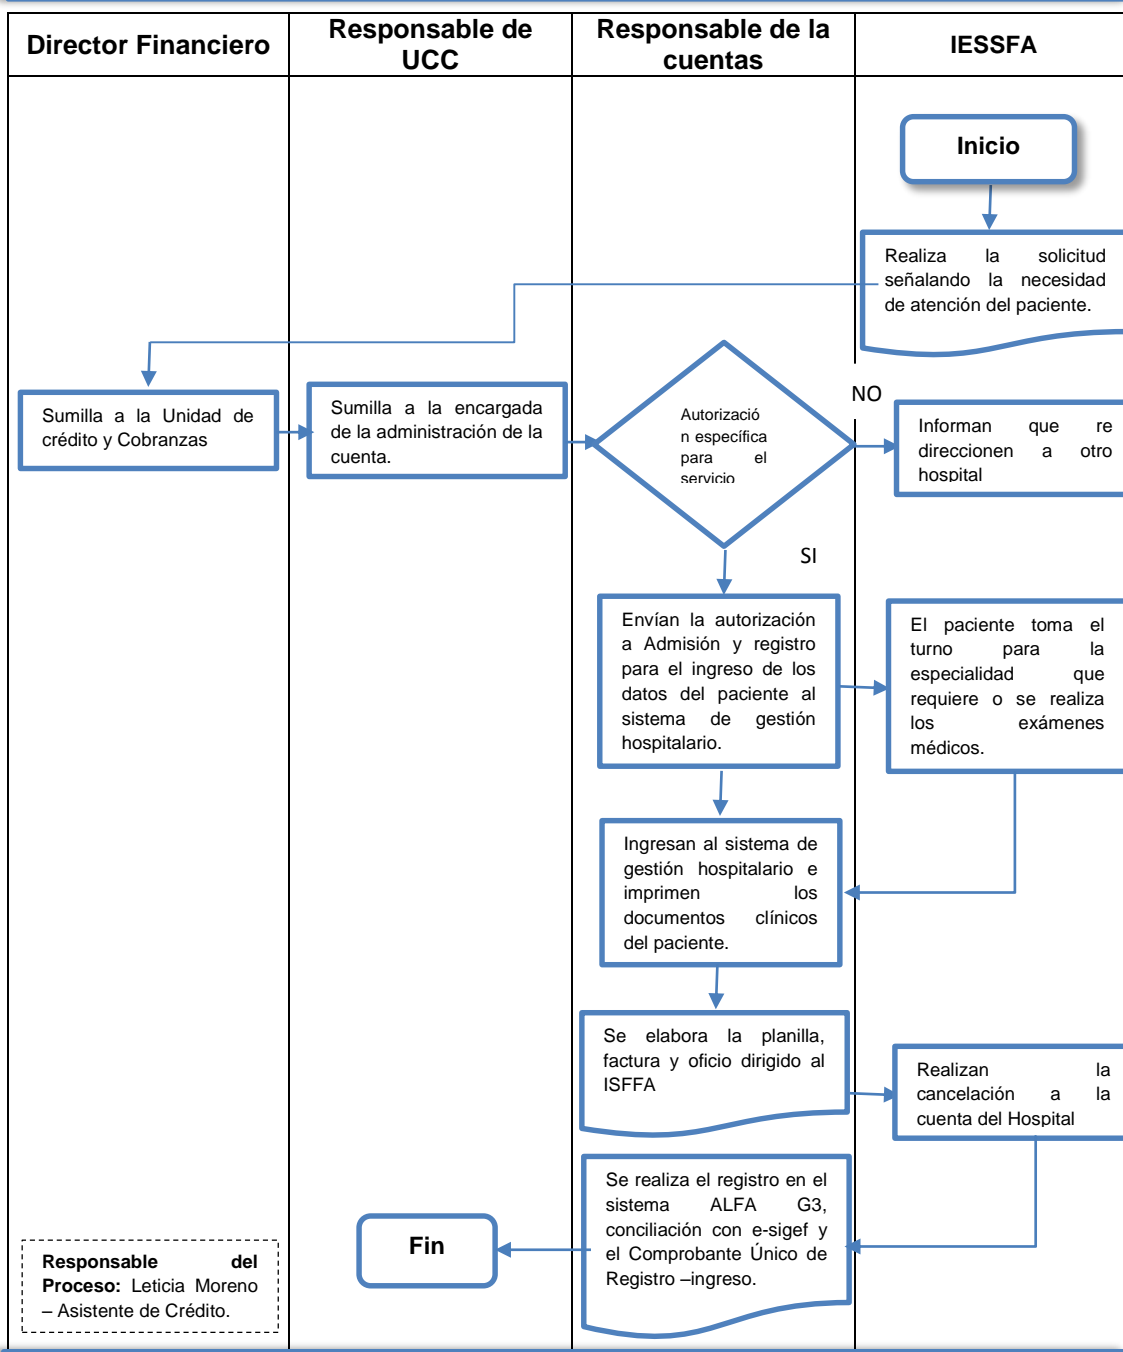 Director Financiero
Responsable de
UCC
Responsable de la
cuentas
IESSFA
Inicio
Realiza la solicitud
señalando la necesidad
de atención del paciente.
Sumilla a la Unidad de
crédito y Cobranzas
Sumilla a la encargada
de la administración de la
cuenta.
Autorizació
n específica
para el
servicio
NO
Informan que re
direccionen a otro
hospital
SI
Envían la autorización
a Admisión y registro
para el ingreso de los
datos del paciente al
sistema de gestión
hospitalario.
El paciente toma el
turno para la
especialidad que
requiere o se realiza
los exámenes
médicos.
Ingresan al sistema de
gestión hospitalario e
imprimen los
documentos clínicos
del paciente.
Se elabora la planilla,
factura y oficio dirigido al
ISFFA
Realizan la
cancelación a la
cuenta del Hospital
Se realiza el registro en el
sistema ALFA G3,
conciliación con e-sigef y
el Comprobante Único de
Registro –ingreso.
Fin
Responsable del
Proceso: Leticia Moreno
– Asistente de Crédito.